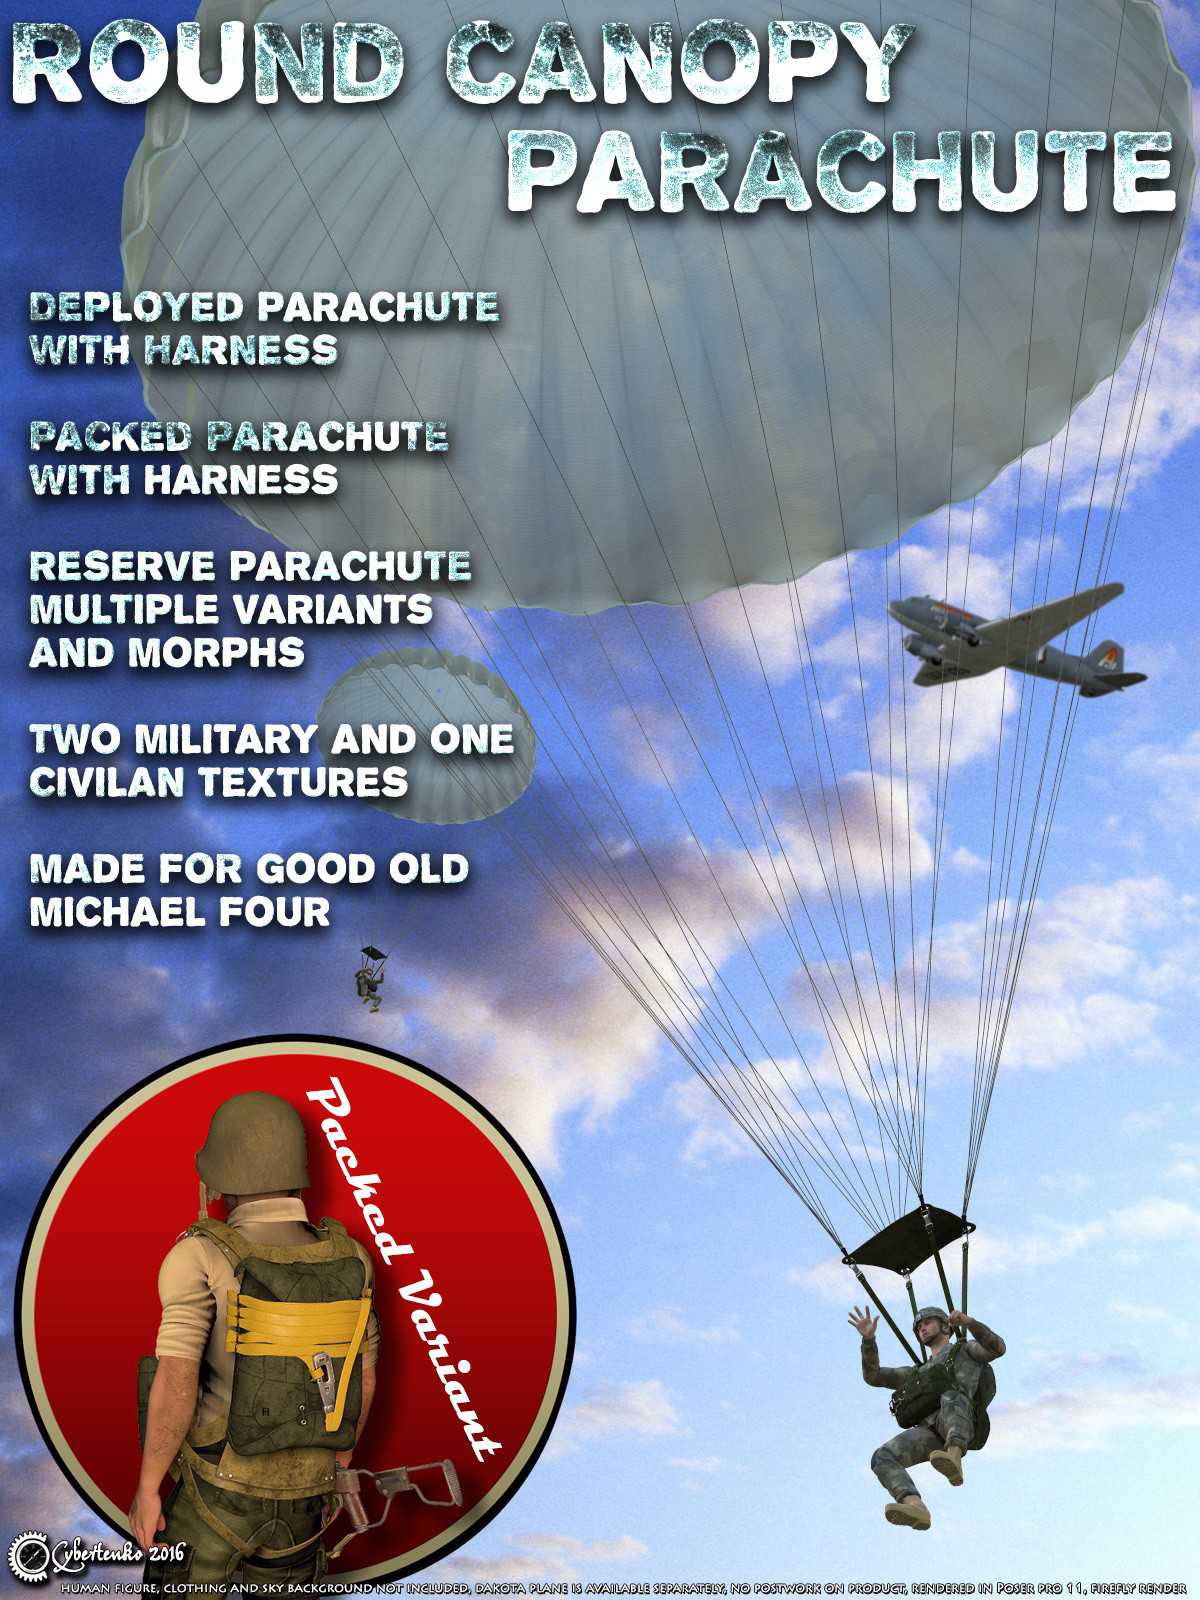 ROUND CANOPY
PARACHUTE
DEPLOYED PARACHUTE
WITH HARNESS
PACKED PARACHUTE
WITH HARNESS
RESERVE PARACHUTE
MULTIPLE VARIANTS
AND MORPHS
TWO MILITARY AND ONE
CIVILAN TEXTURES
MADE FOR GOOD OLD
MICHAEL FOUR
Packed Variant
Cybertenko 2016
HUMAN FIGURE, CLOTHING AND SKY BACKGROUND NOT INCLUDED, DAKOTA PLANE IS AVAILABLE SEPARATELY, NO POSTWORK ON PRODUCT, RENDERED IN POSER PRO 11, FIREFLY RENDER